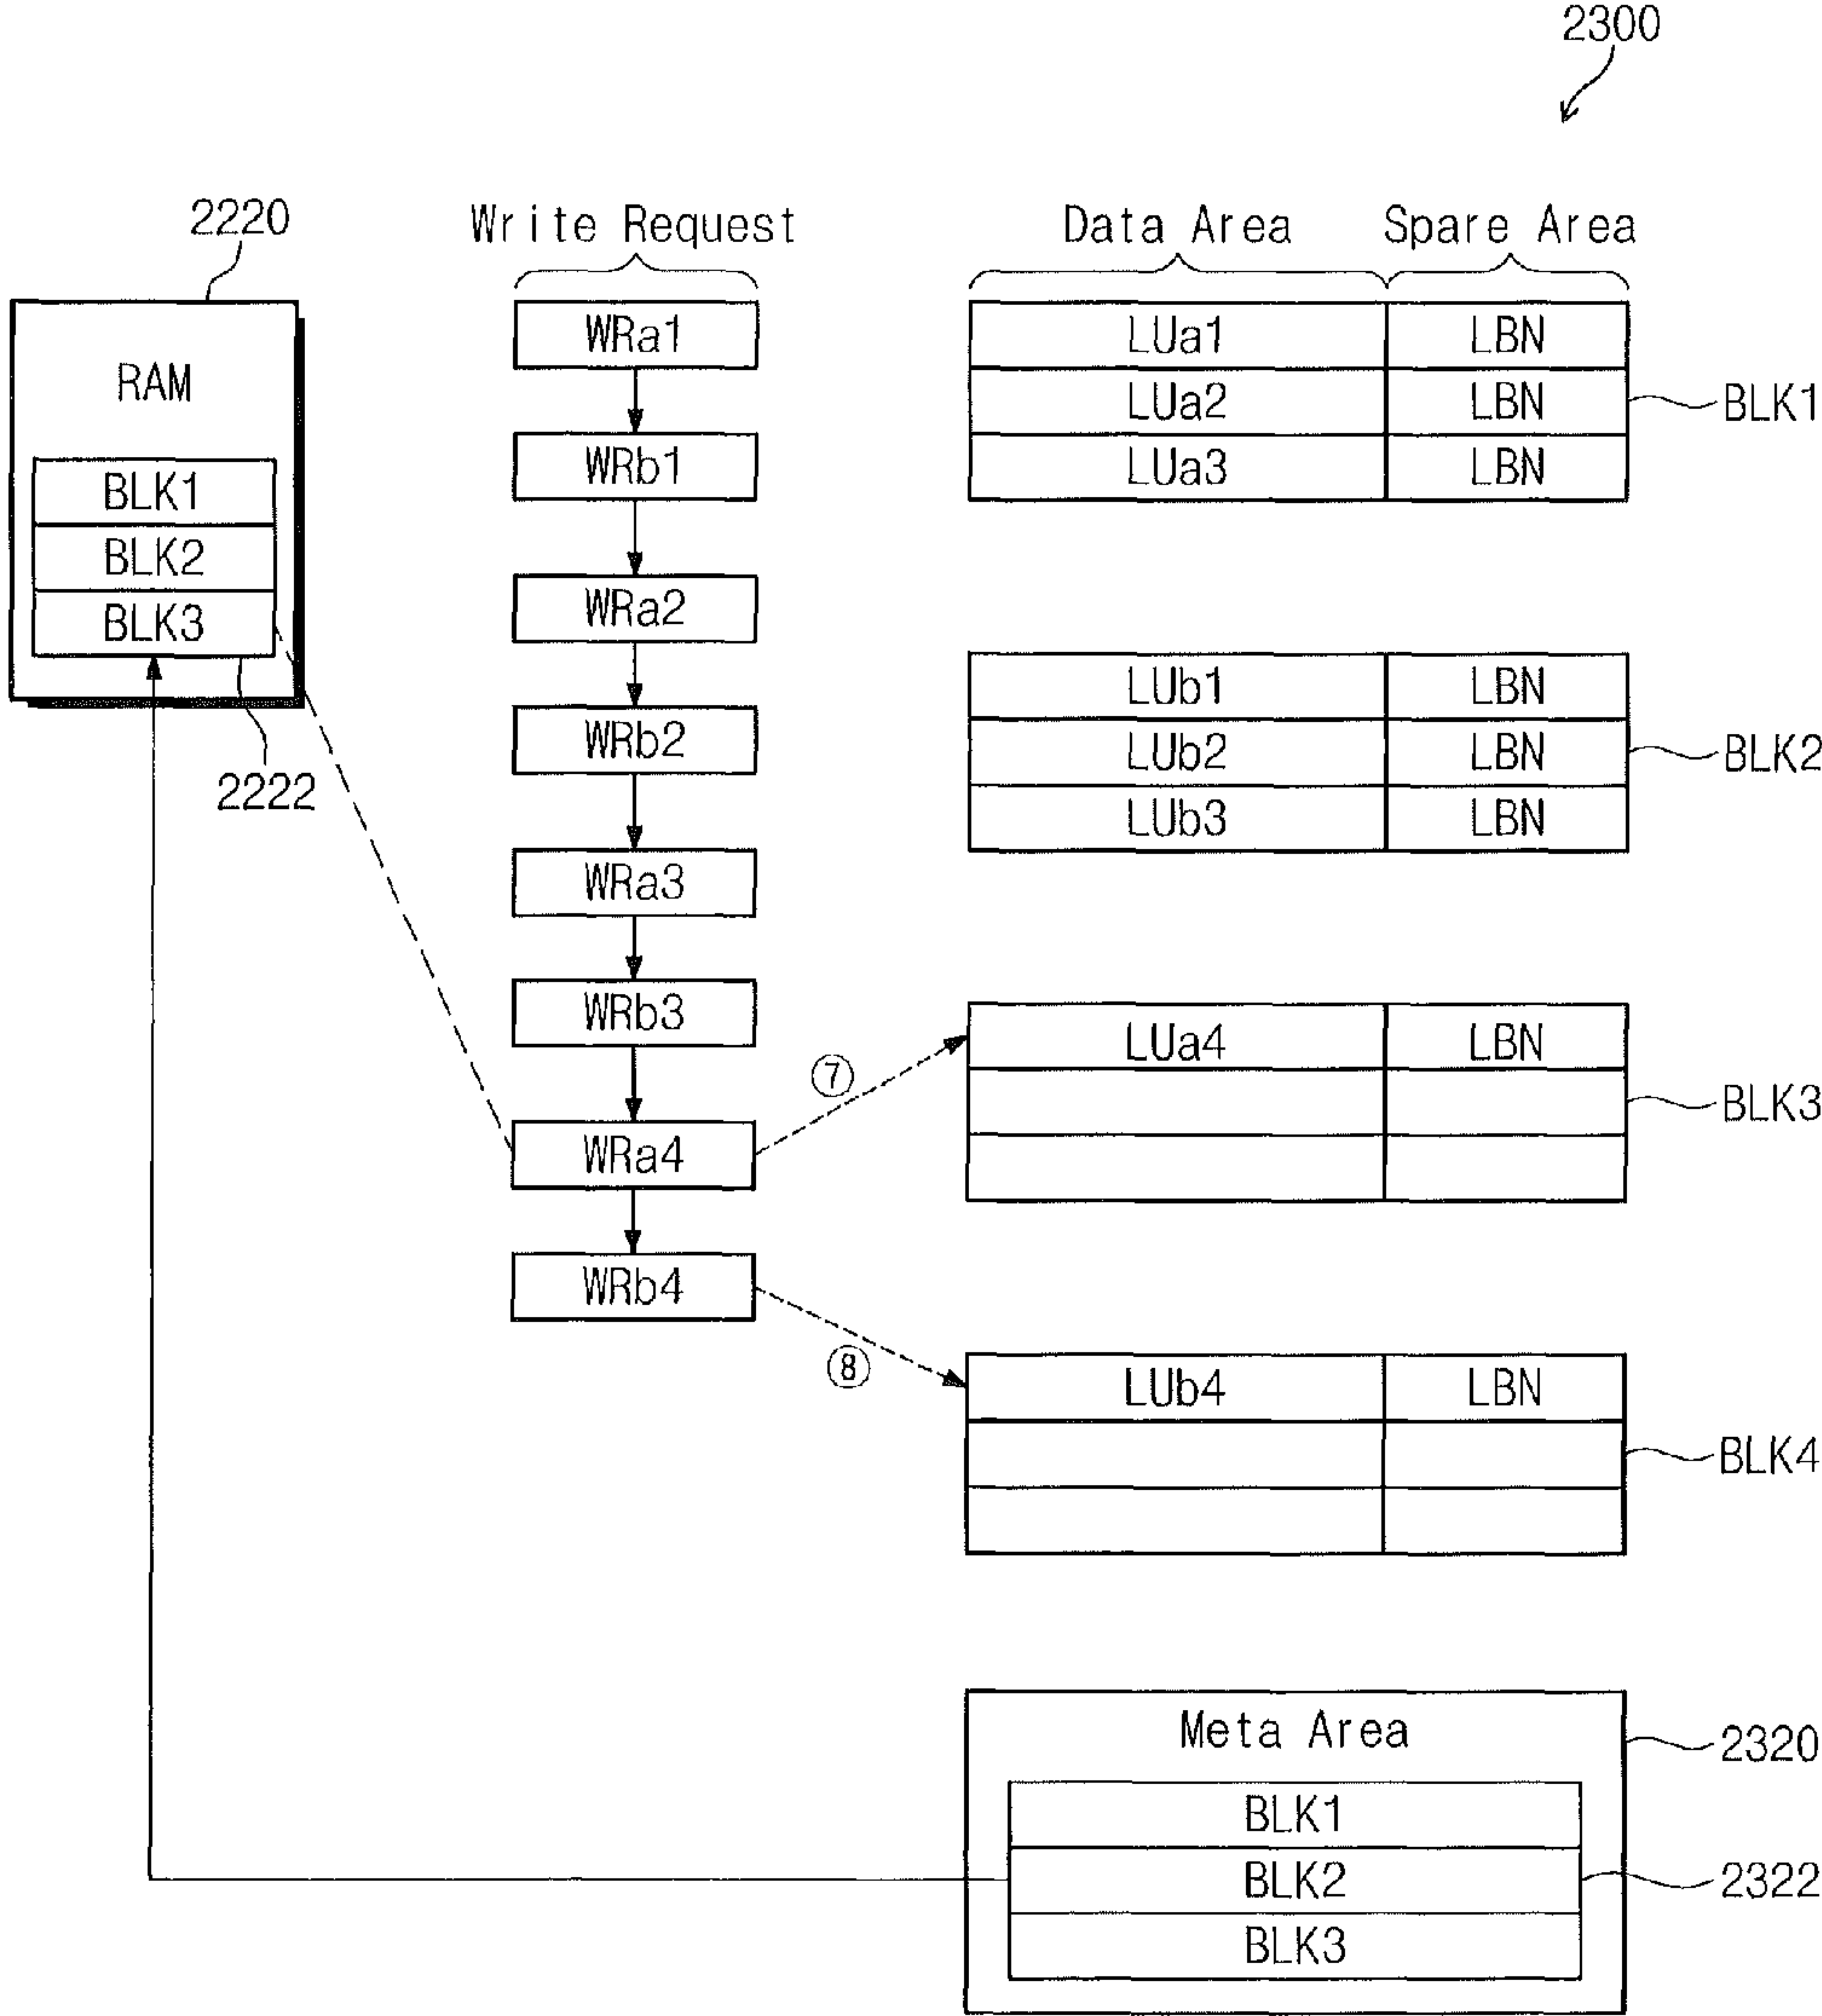 2300
2220
Write Request
Data Area
Spare Area
RAM
BLK1
BLK2
BLK3
2222
WRa1
WRb1
WRa2
WRb2
WRa3
WRb3
WRa4
WRb4
⑦
⑧
LUa1 LBN
LUa2 LBN
LUa3 LBN
BLK1
LUb1 LBN
LUb2 LBN
LUb3 LBN
BLK2
LUa4 LBN
BLK3
LUb4 LBN
BLK4
Meta Area
2320
BLK1
BLK2
BLK3
2322